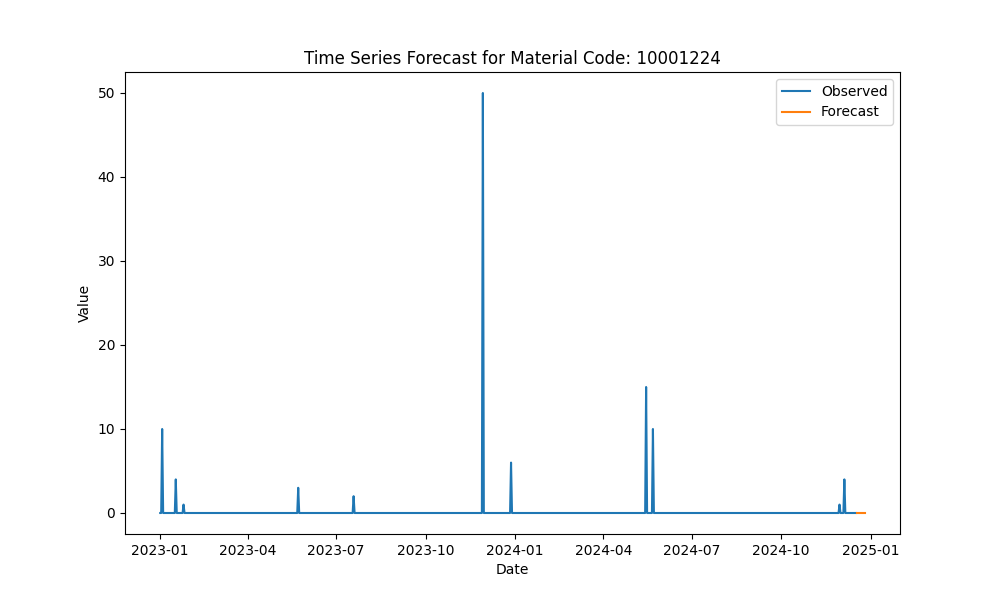 Time Series Forecast for Material Code: 10001224
Observed
Forecast
50
40
30
20
10
0
Value
2023-01 2023-04 2023-07 2023-10 2024-01 2024-04 2024-07 2024-10 2025-01
Date